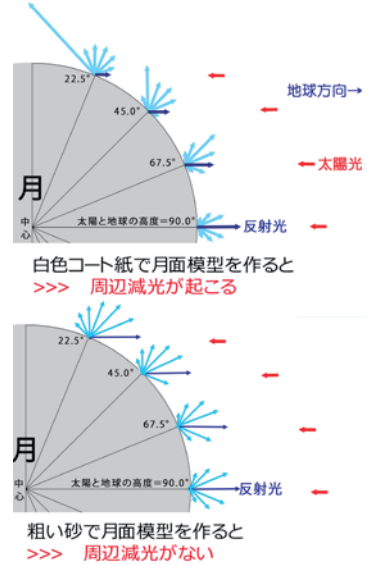 22.5°
地球方向→
45.0°
67.5°
太陽光
月
中心
太陽と地球の高度=90.0°
反射光
白色コート紙で月面模型を作ると
>>> 周辺減光が起こる
22.5°
45.0°
67.5°
月
中心
太陽と地球の高度=90.0°
反射光
粗い砂で月面模型を作ると
>>> 周辺減光がない